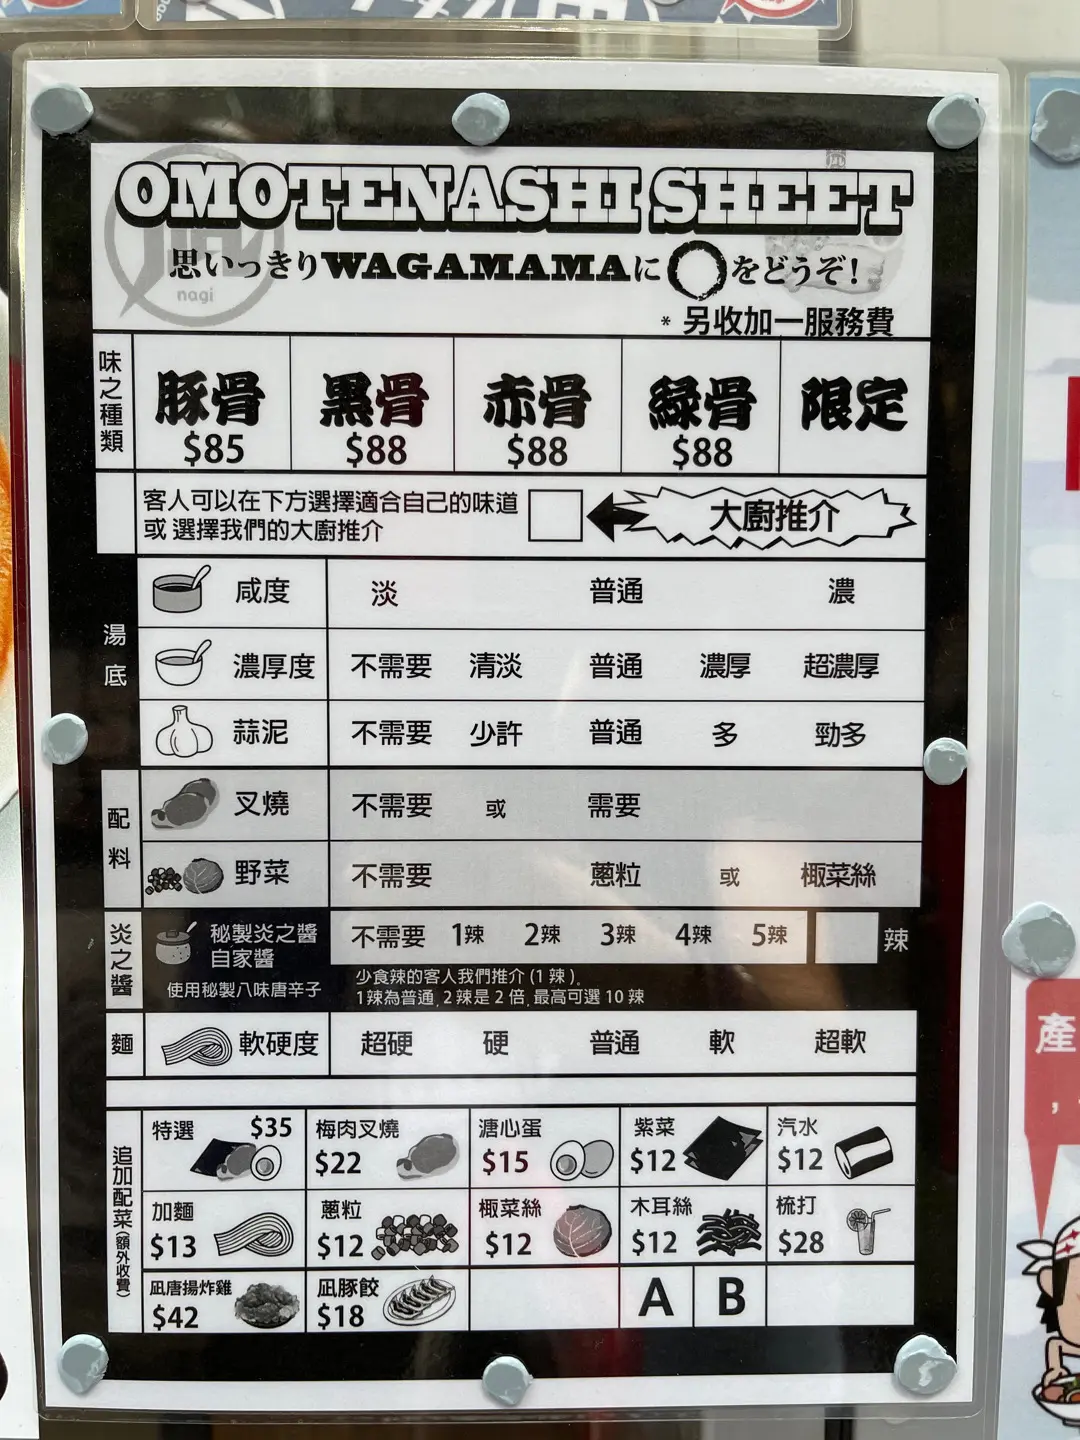 OMOTENASHI SHEET
思いっきりWAGAMAMAに〇をどうぞ!
nagi
* 另收加一服務費
味之種類
豚骨 $85
黒骨 $88
赤骨 $88
緑骨 $88
限定
客人可以在下方選擇適合自己的味道
或 選擇我們的大廚推介
大廚推介
湯底
咸度 淡 普通 濃
濃厚度 不需要 清淡 普通 濃厚 超濃厚
蒜泥 不需要 少許 普通 多 勁多
配料
叉燒 不需要 或 需要
野菜 不需要 蔥粒 或 椰菜絲
炎之醬
秘製炎之醬
自家醬
不需要 1辣 2辣 3辣 4辣 5辣 辣
使用秘製八味唐辛子
少食辣的客人我們推介 (1 辣 ),
1辣為普通, 2 辣是 2 倍, 最高可選 10 辣
麵
軟硬度 超硬 硬 普通 軟 超軟
追加配菜(額外收費)
特選 $35
梅肉叉燒 $22
溏心蛋 $15
紫菜 $12
汽水 $12
加麵 $13
蔥粒 $12
椰菜絲 $12
木耳絲 $12
梳打 $28
凪唐揚炸雞 $42
凪豚餃 $18
A B
產